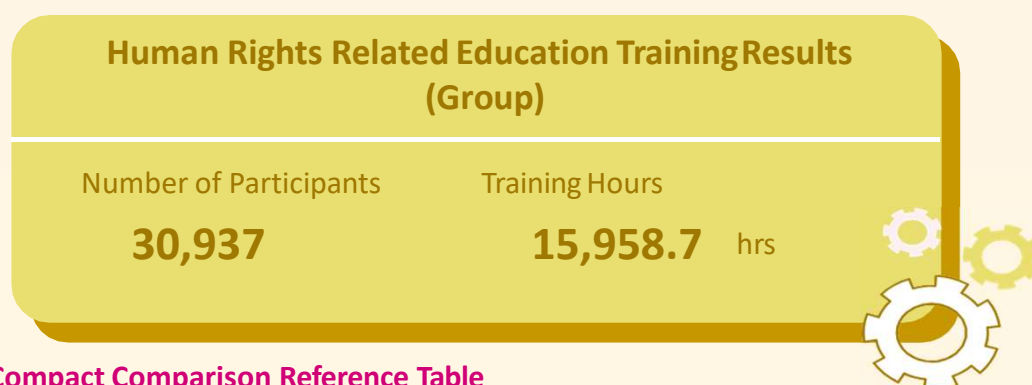 Human Rights Related Education Training Results
(Group)
Number of Participants Training Hours
30,937 15,958.7 hrs
Compact Comparison Reference Table